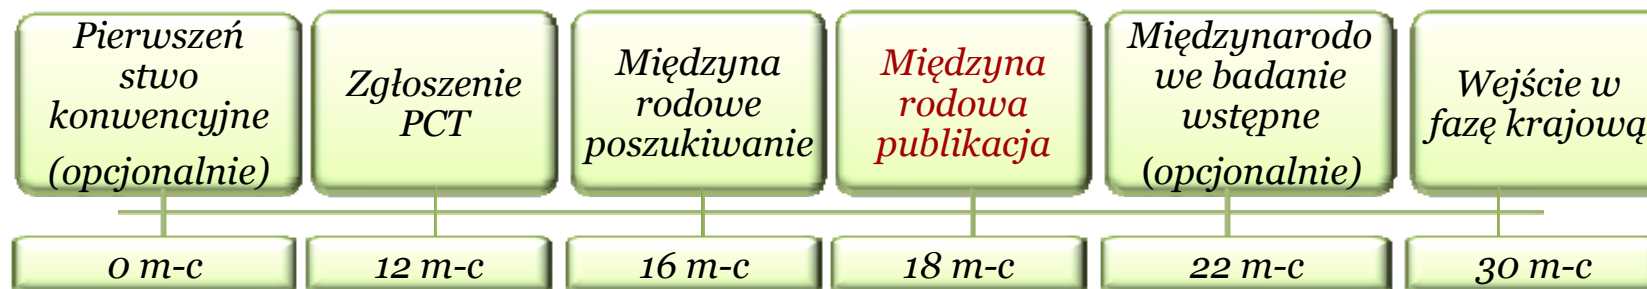 Pierwszeń
stwo
konwencyjne
(opcjonalnie)
Zgłoszenie
PCT
Międzyna
rodowe
poszukiwanie
Międzyna
rodowa
publikacja
Międzynarodo
we badanie
wstępne
(opcjonalnie)
Wejście w
fazę krajową
0 m-c
12 m-c
16 m-c
18 m-c
22 m-c
30 m-c